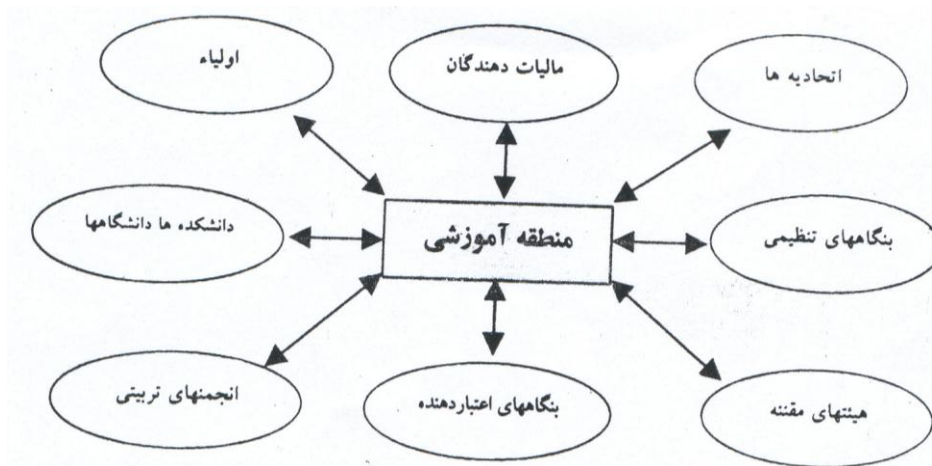 اتحادیه ها
مالیات دهندگان
اولیاء
بنگاههای تنظیمی
منطقه آموزشی
دانشکده ها دانشگاهها
هیئتهای مقننه
بنگاههای اعتباردهنده
انجمنهای تربیتی